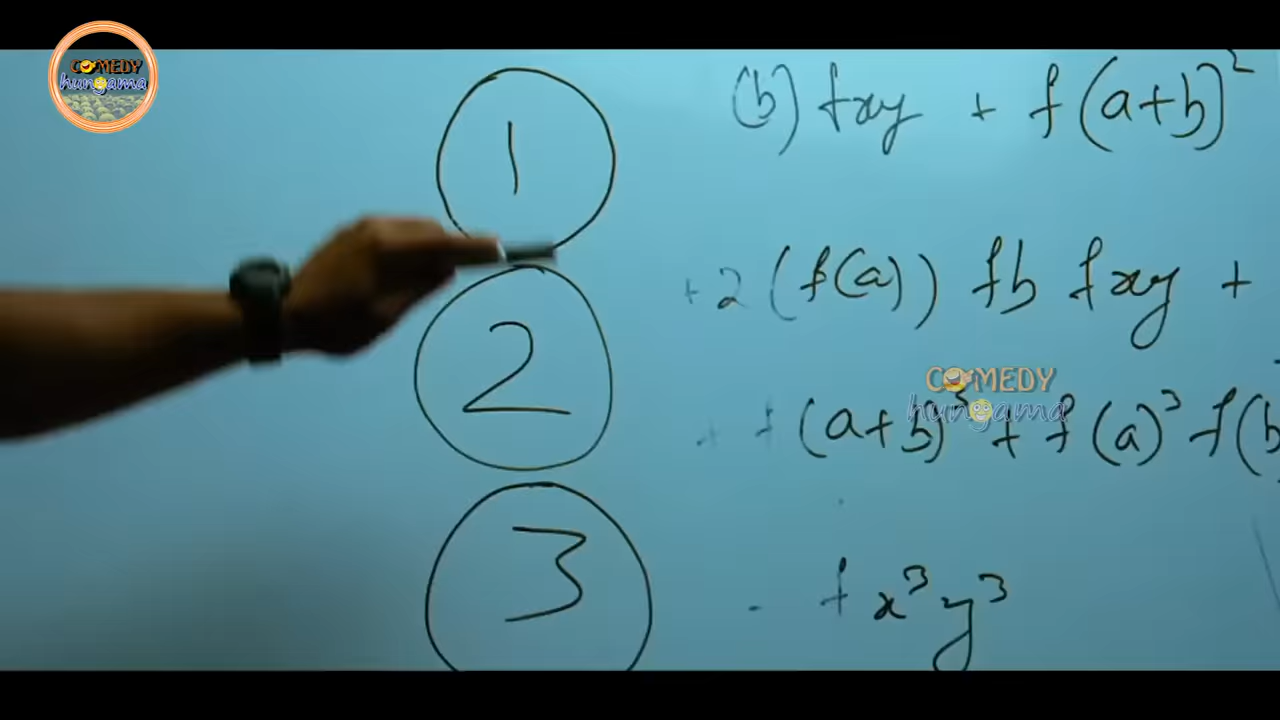 COMEDY
hungama
1
(b) fxy + f(a+b)²
2
+2 (f(a)) fb fxy +
COMEDY
hungama
+ f (a+b)³ + f(a)³ f(b
3
- f x³y³